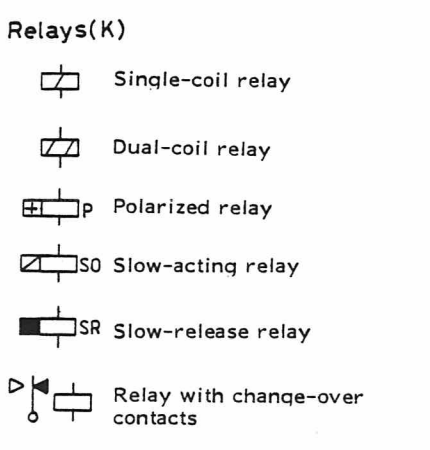 Relays(K)
Single-coil relay
Dual-coil relay
P Polarized relay
SO Slow-acting relay
SR Slow-release relay
Relay with change-over
contacts